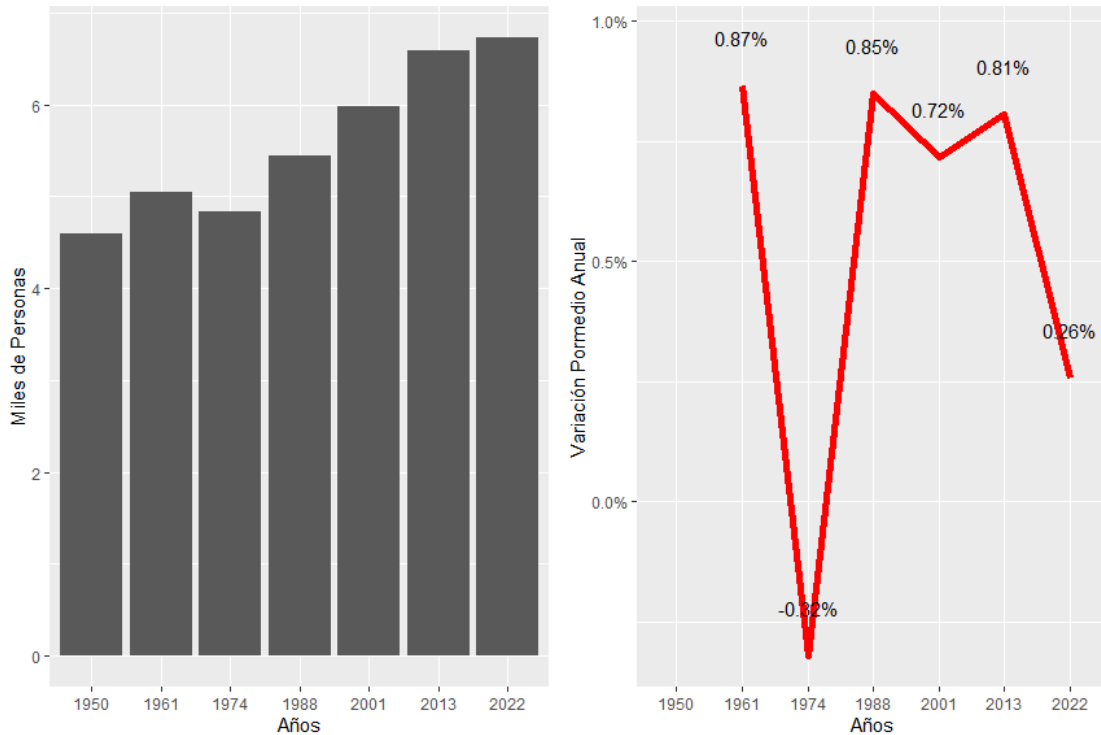 6
4
2
0
Miles de Personas
1950 1961 1974 1988 2001 2013 2022
Años
1.0%
0.5%
0.0%
Variación Pormedio Anual
0.87%
-0.32%
0.85%
0.72%
0.81%
0.26%
1950 1961 1974 1988 2001 2013 2022
Años